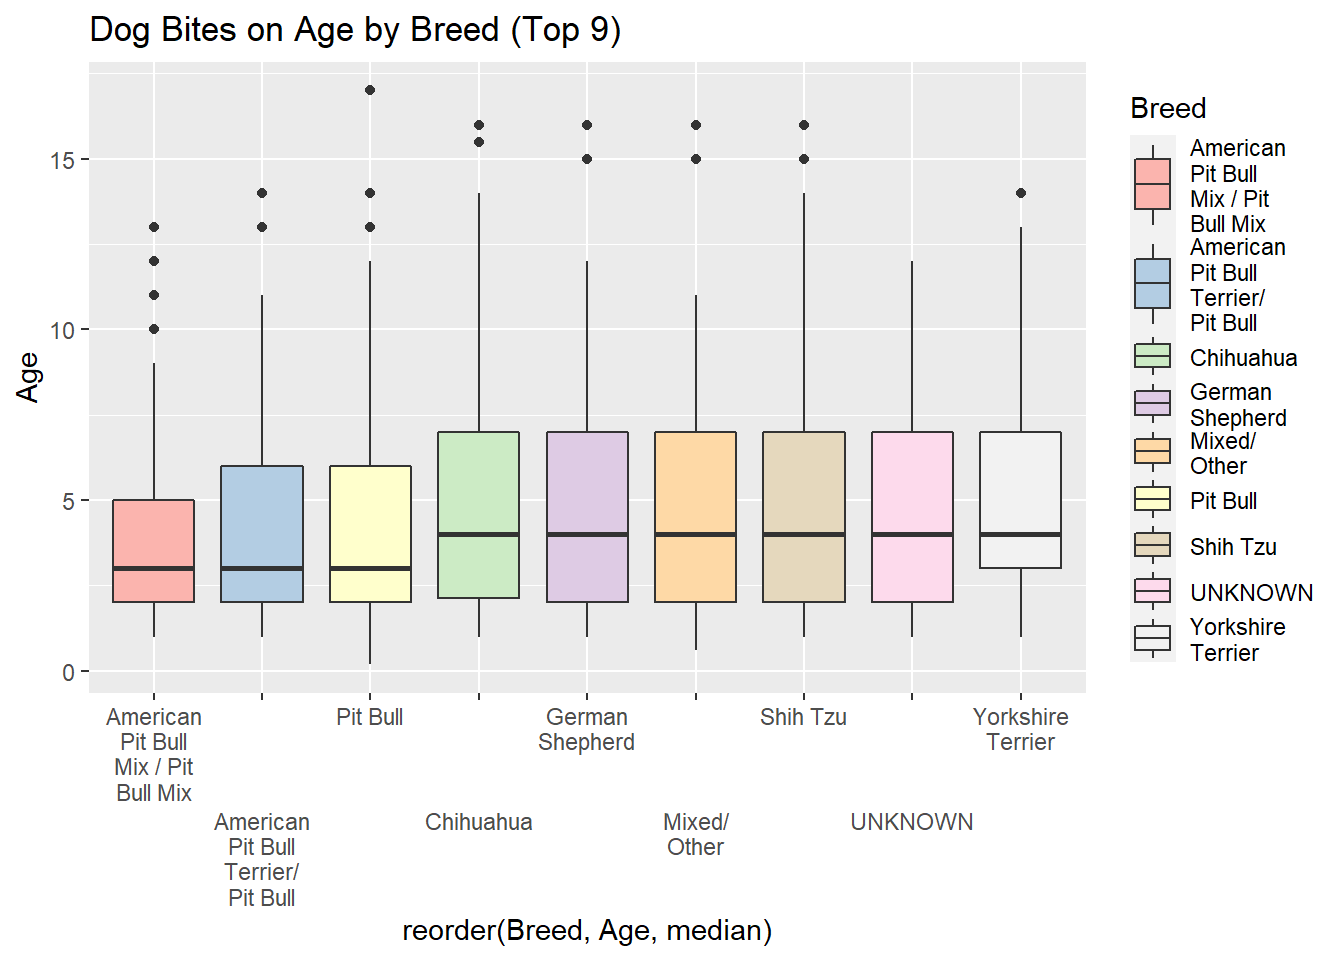 Dog Bites on Age by Breed (Top 9)
Age
15
10
5
0
American
Pit Bull
Mix / Pit
Bull Mix
American
Pit Bull
Terrier/
Pit Bull
Pit Bull
Chihuahua
German
Shepherd
Mixed/
Other
Shih Tzu
UNKNOWN
Yorkshire
Terrier
reorder(Breed, Age, median)
Breed
American
Pit Bull
Mix / Pit
Bull Mix
American
Pit Bull
Terrier/
Pit Bull
Chihuahua
German
Shepherd
Mixed/
Other
Pit Bull
Shih Tzu
UNKNOWN
Yorkshire
Terrier